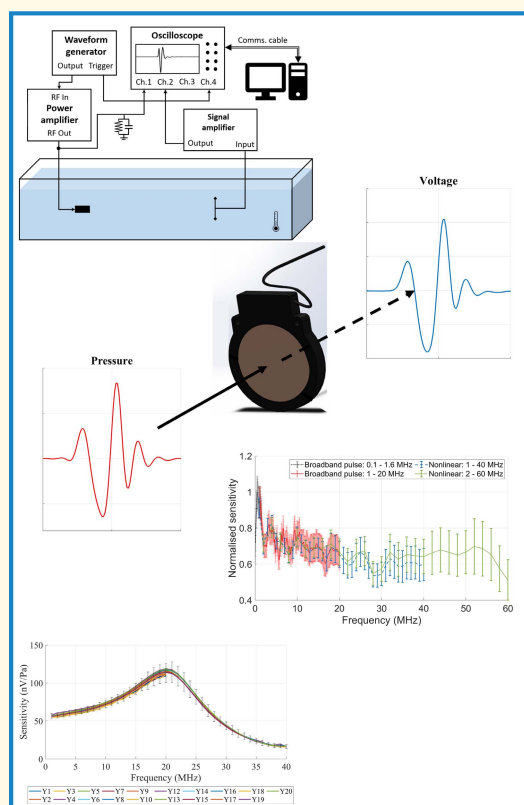 Waveform
generator
Output Trigger
Oscilloscope
Ch.1 Ch.2 Ch.3 Ch.4
Comms. cable
RF In
Power
amplifier
RF Out
Signal
amplifier
Output Input
Voltage
Pressure
Normalised sensitivity
1.2
1
0.8
0.6
0.4
Broadband pulse: 0.1 - 1.6 MHz
Nonlinear: 1 - 40 MHz
Broadband pulse: 1 - 20 MHz
Nonlinear: 2 - 60 MHz
0 10 20 30 40 50 60
Frequency (MHz)
Sensitivity (nV/Pa)
150
100
50
0
0 5 10 15 20 25 30 35 40
Frequency (MHz)
Y1 Y3 Y5 Y7 Y9 Y12 Y14 Y16 Y18 Y20
Y2 Y4 Y6 Y8 Y10 Y13 Y15 Y17 Y19